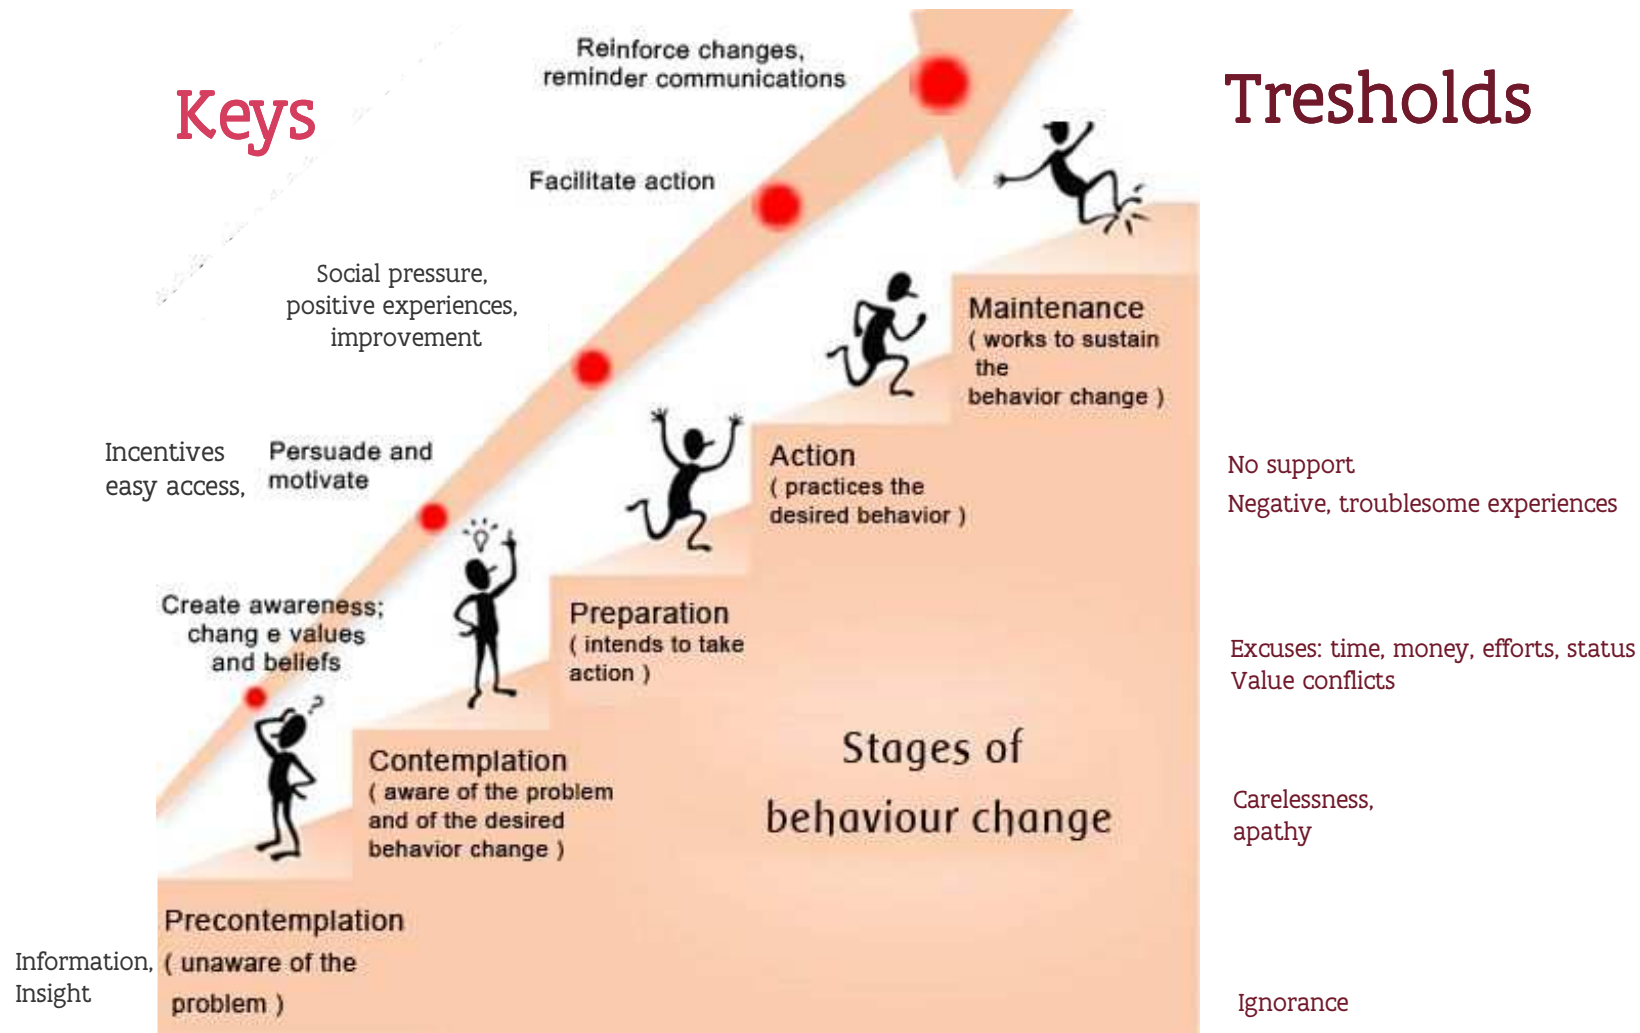 Keys
Tresholds
Reinforce changes,
reminder communications
Facilitate action
Social pressure,
positive experiences,
improvement
Incentives
easy access,
Persuade and
motivate
Create awareness;
chang e values
and beliefs
?
Maintenance
( works to sustain
the
behavior change )
Action
( practices the
desired behavior )
Preparation
( intends to take
action )
Contemplation
( aware of the problem
and of the desired
behavior change )
Precontemplation
( unaware of the
problem )
Information,
Insight
Stages of
behaviour change
No support
Negative, troublesome experiences
Excuses: time, money, efforts, status
Value conflicts
Carelessness,
apathy
Ignorance